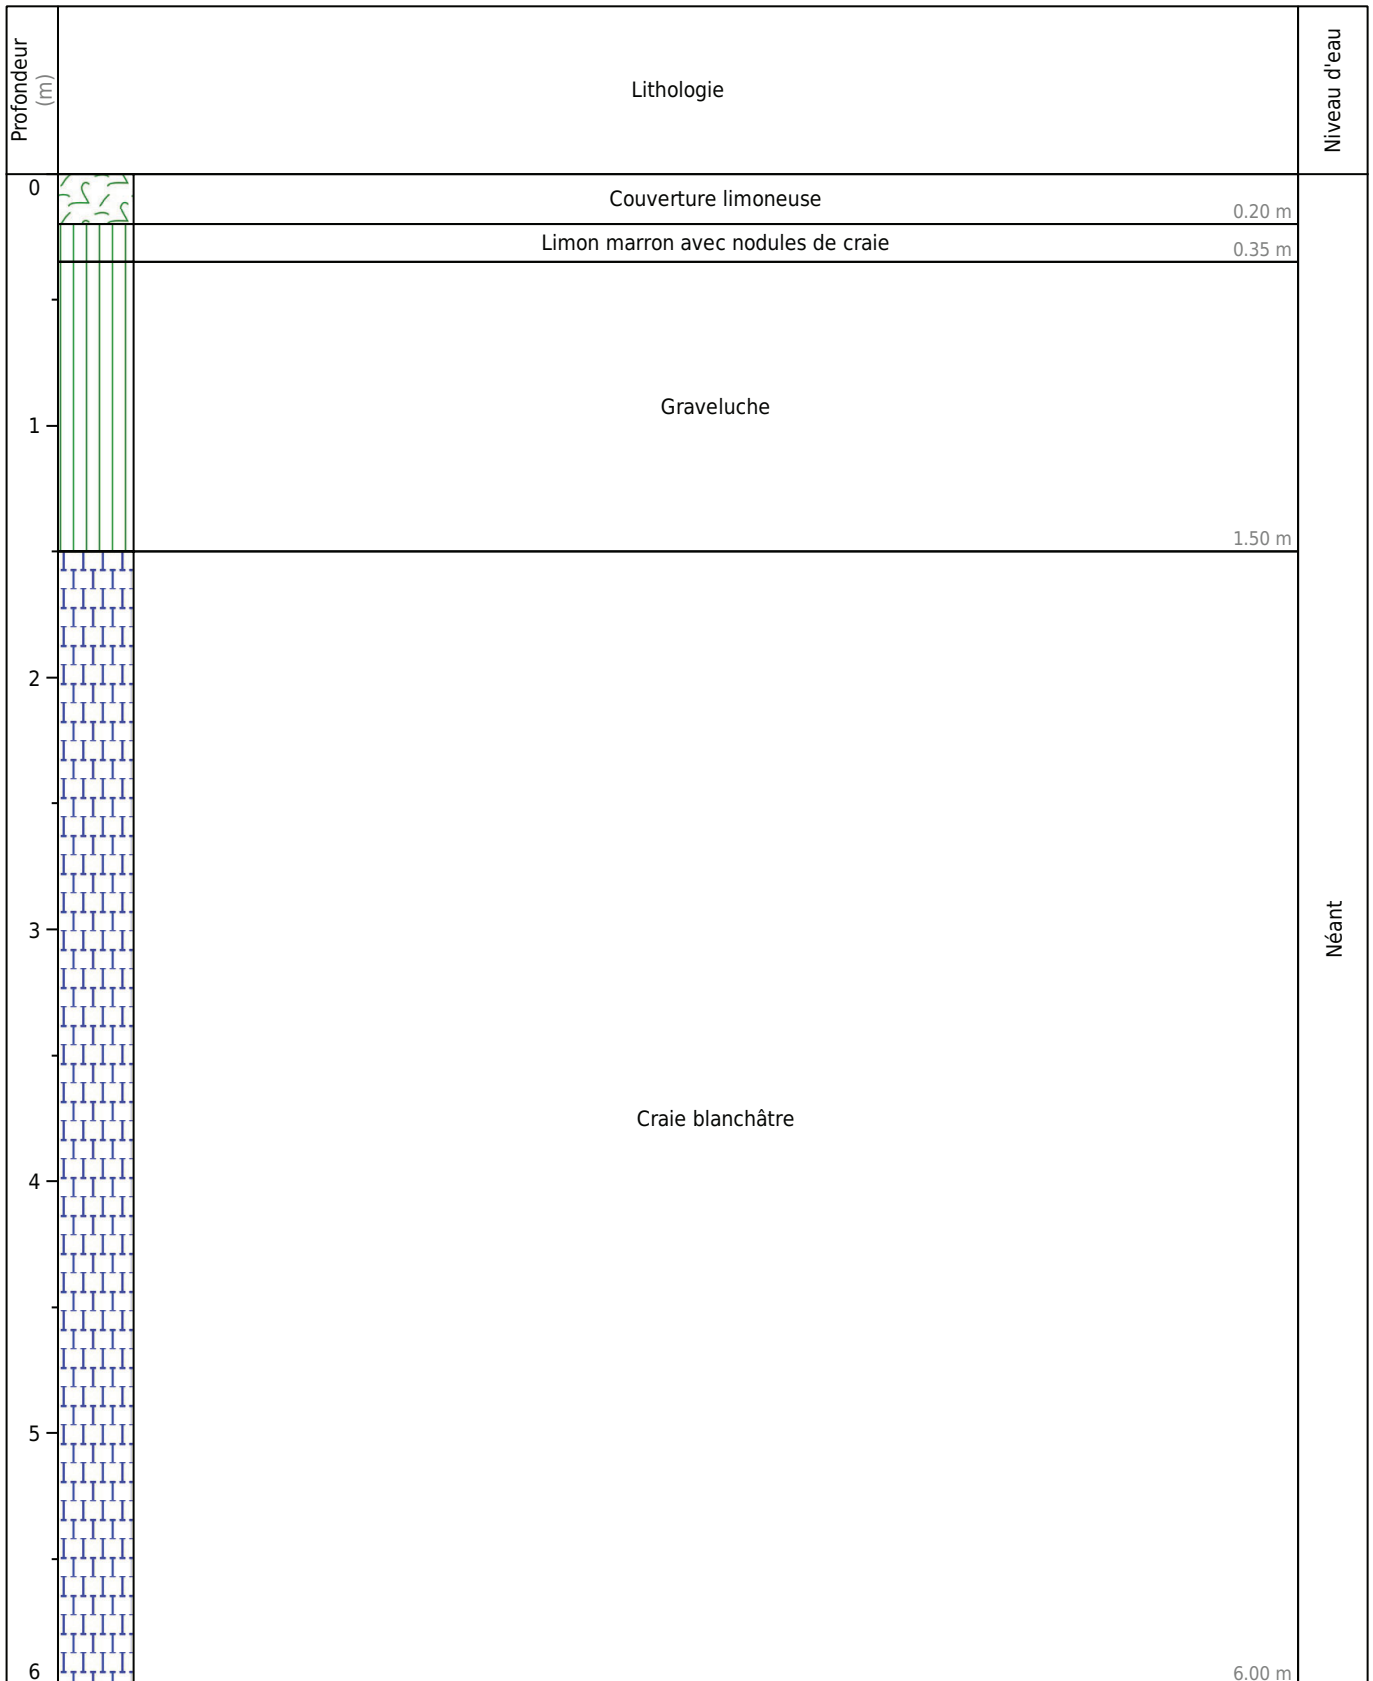 Profondeur
(m)
Lithologie
Niveau d'eau
0
Couverture limoneuse
0.20 m
Limon marron avec nodules de craie
0.35 m
Graveluche
1
1.50 m
2
3
Néant
Craie blanchâtre
4
5
6
6.00 m